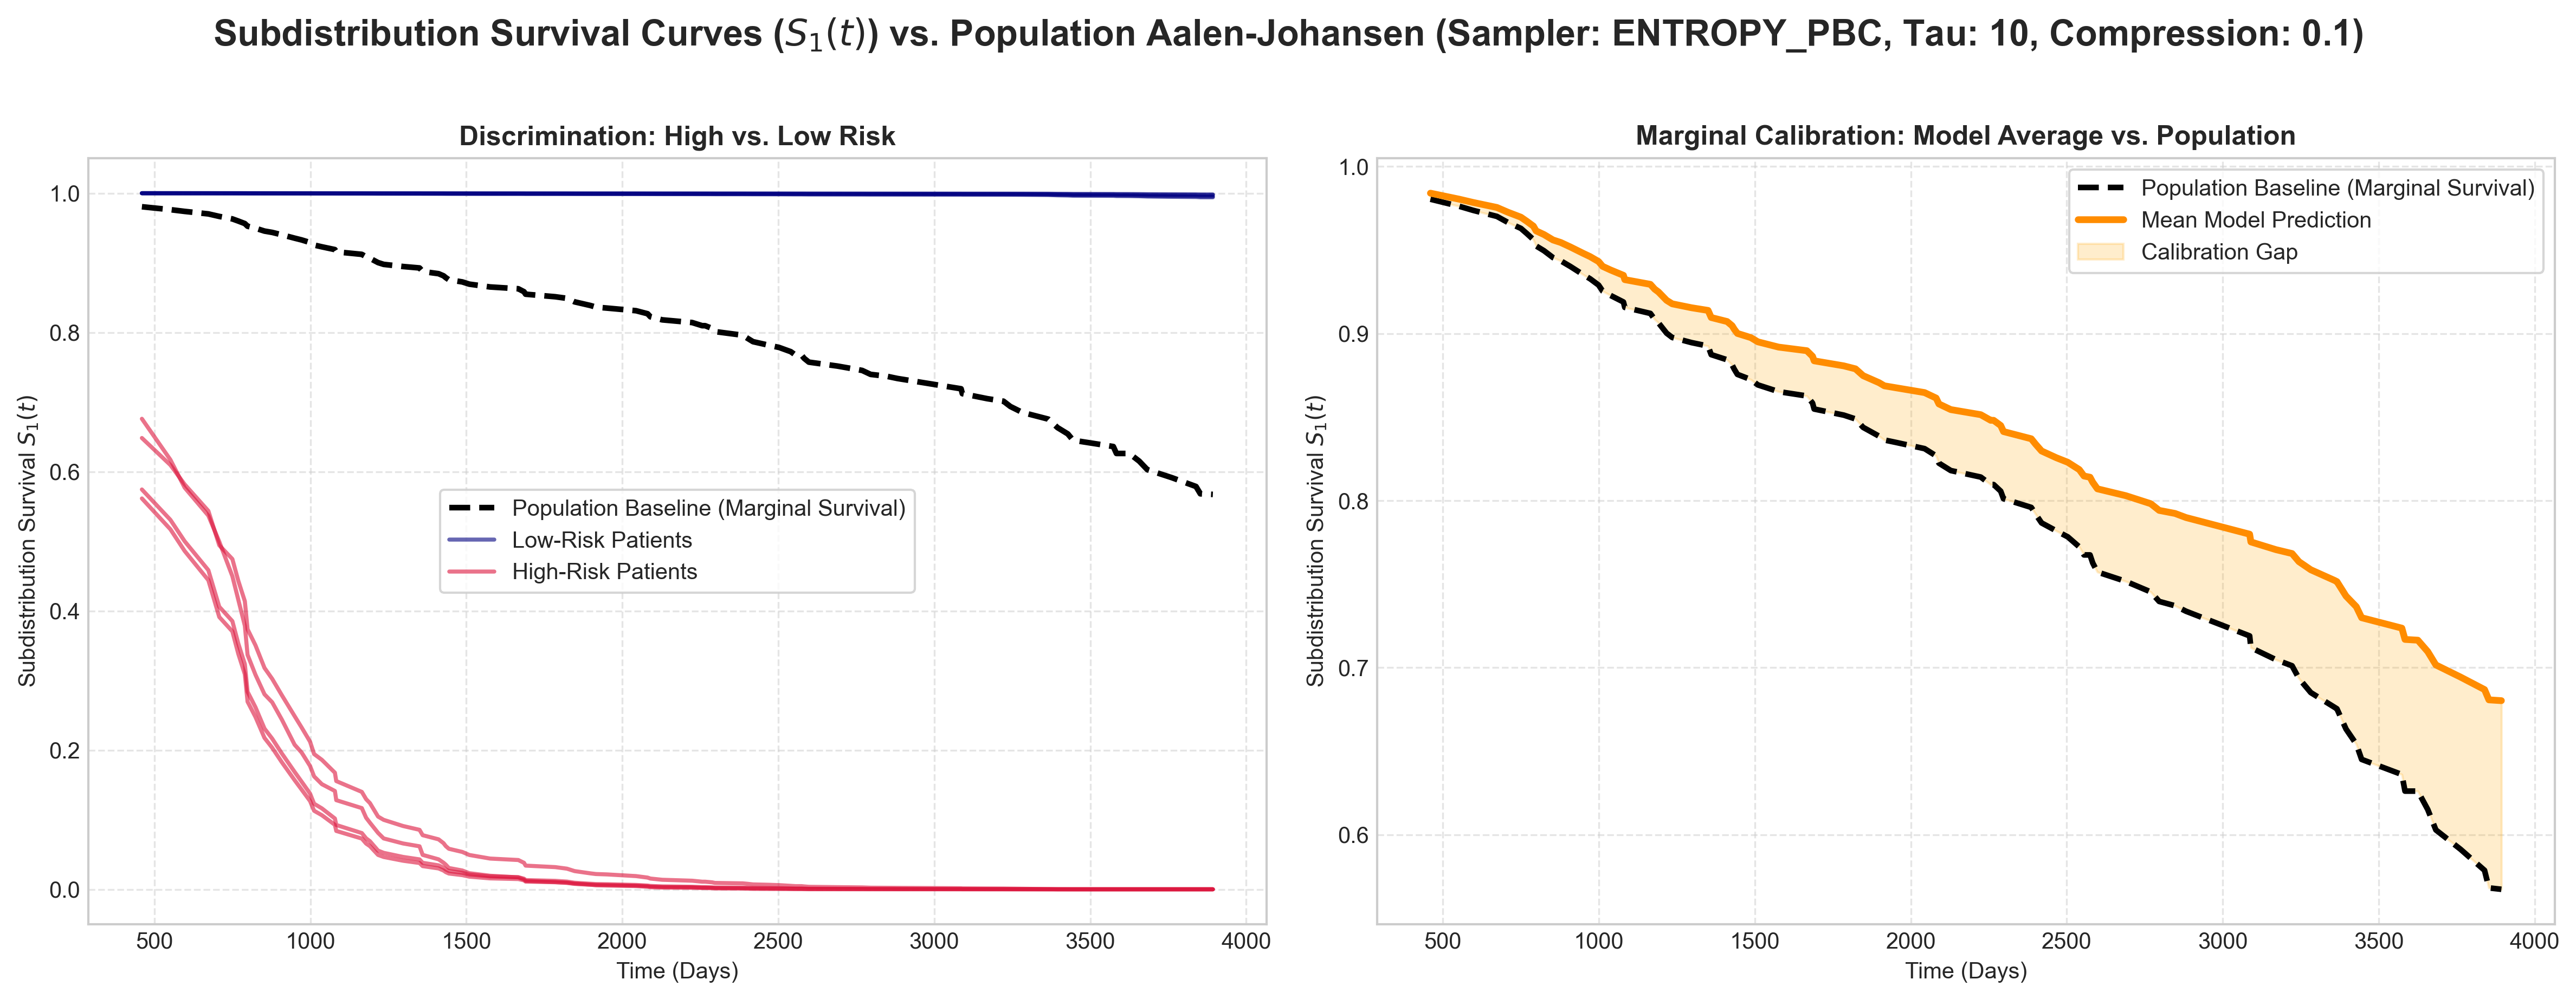 Subdistribution Survival Curves (S₁(t)) vs. Population Aalen-Johansen (Sampler: ENTROPY_PBC, Tau: 10, Compression: 0.1)
Discrimination: High vs. Low Risk
Subdistribution Survival S₁(t)
1.0
0.8
0.6
0.4
0.2
0.0
Population Baseline (Marginal Survival)
Low-Risk Patients
High-Risk Patients
500 1000 1500 2000 2500 3000 3500 4000
Time (Days)
Marginal Calibration: Model Average vs. Population
Subdistribution Survival S₁(t)
1.0
0.9
0.8
0.7
0.6
Population Baseline (Marginal Survival)
Mean Model Prediction
Calibration Gap
500 1000 1500 2000 2500 3000 3500 4000
Time (Days)